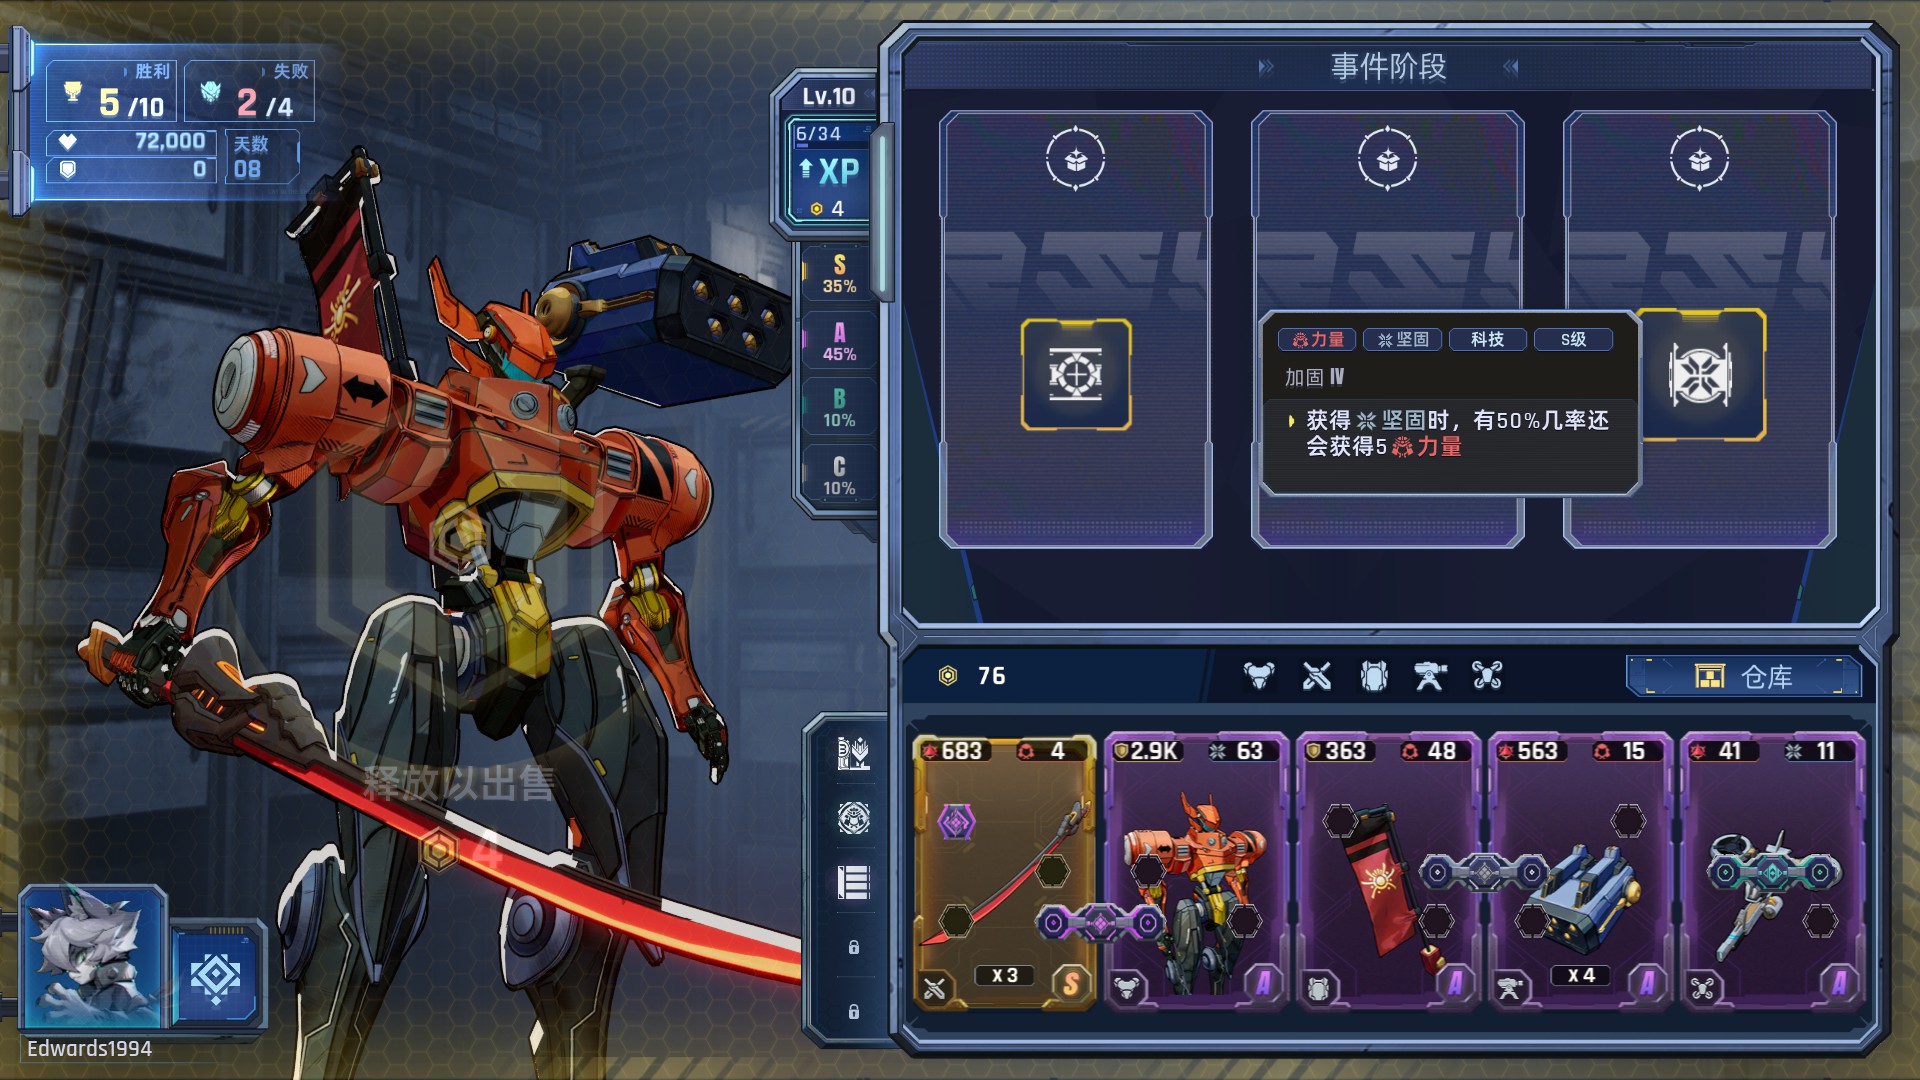 胜利
5 /10
失败
2 /4
72,000
0
天数
08
Lv.10
6/34
XP
4
S
35%
A
45%
B
10%
C
10%
事件阶段
力量 坚固 科技 S级
加固 IV
获得 坚固时，有50%几率还
会获得5 力量
76
仓库
683 4
x3
S
2.9K 63
A
363 48
A
563 15
x4
A
41 11
A
释放以出售
4
Edwards1994